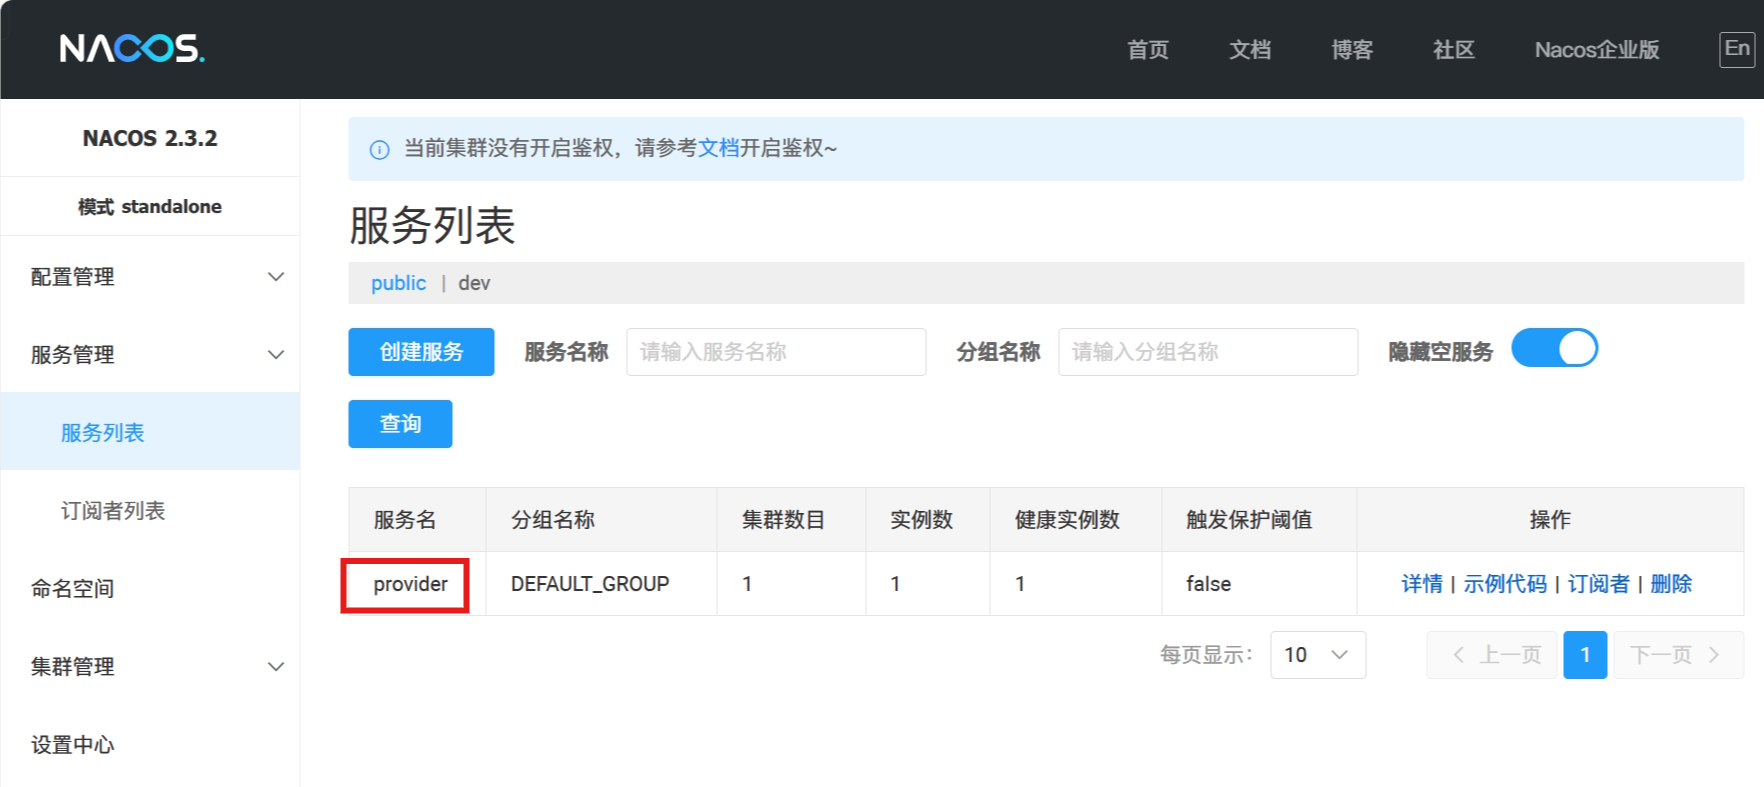 NACOS.
首页 文档 博客 社区 Nacos企业版 En
NACOS 2.3.2
模式 standalone
配置管理
服务管理
服务列表
订阅者列表
命名空间
集群管理
设置中心
当前集群没有开启鉴权，请参考文档开启鉴权~
服务列表
public | dev
创建服务 服务名称 请输入服务名称 分组名称 请输入分组名称 隐藏空服务
查询
服务名 分组名称 集群数目 实例数 健康实例数 触发保护阈值 操作
provider DEFAULT_GROUP 1 1 1 false 详情 | 示例代码 | 订阅者 | 删除
每页显示： 10 上一页 1 下一页